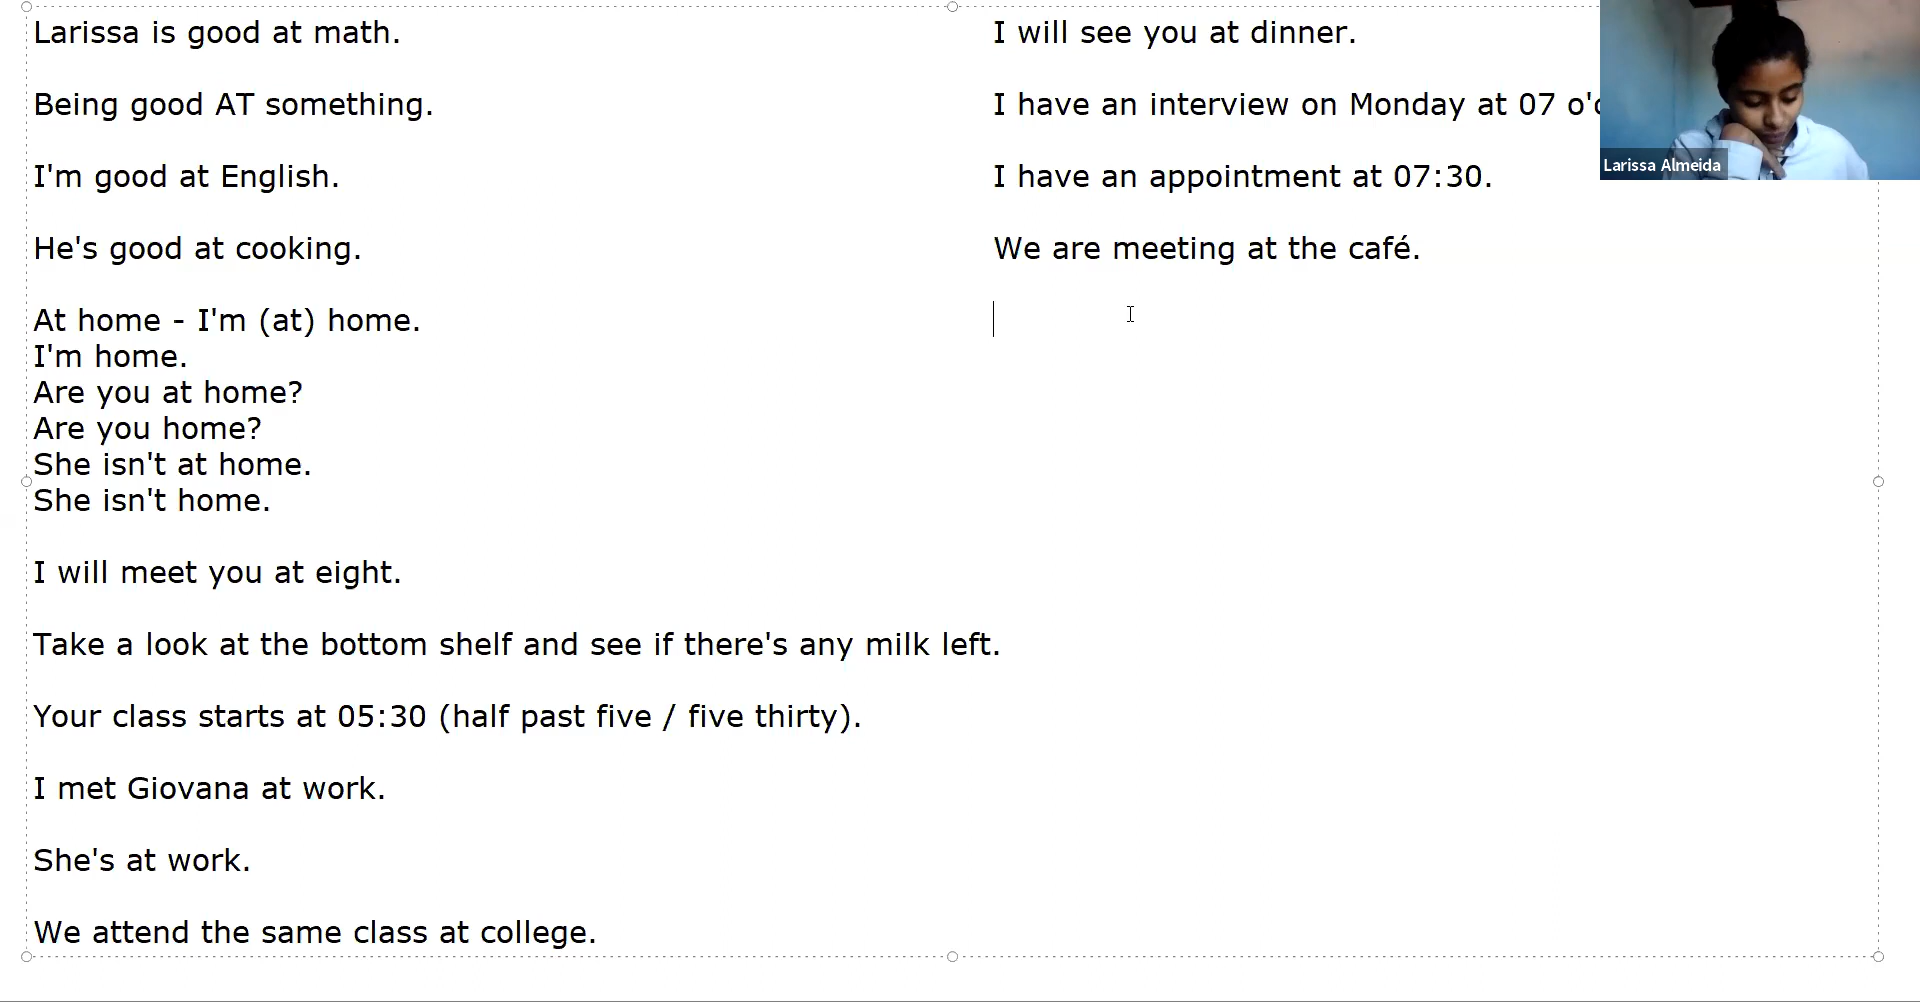 Larissa is good at math.
Being good AT something.
I'm good at English.
He's good at cooking.
At home - I'm (at) home.
I'm home.
Are you at home?
Are you home?
She isn't at home.
She isn't home.
I will meet you at eight.
Take a look at the bottom shelf and see if there's any milk left.
Your class starts at 05:30 (half past five / five thirty).
I met Giovana at work.
She's at work.
We attend the same class at college.
I will see you at dinner.
I have an interview on Monday at 07
I have an appointment at 07:30.
We are meeting at the café.
Larissa Almeida